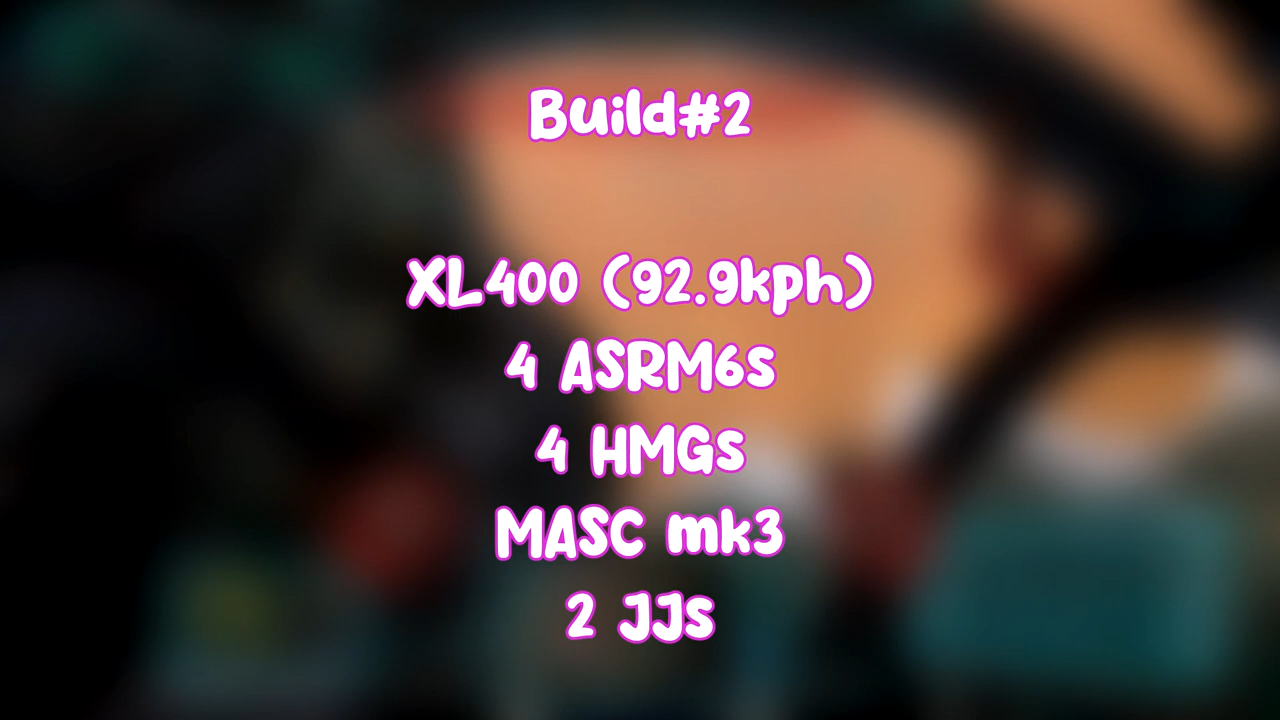 Build#2
XL400 (92.9kph)
4 ASRM6s
4 HMGs
MASC mk3
2 JJs